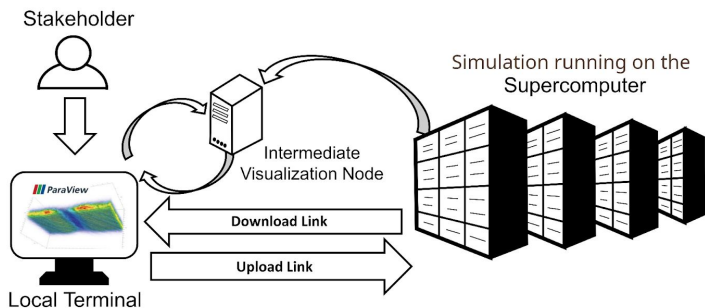 Stakeholder
Simulation running on the
Supercomputer
Intermediate
Visualization Node
ParaView
Download Link
Upload Link
Local Terminal